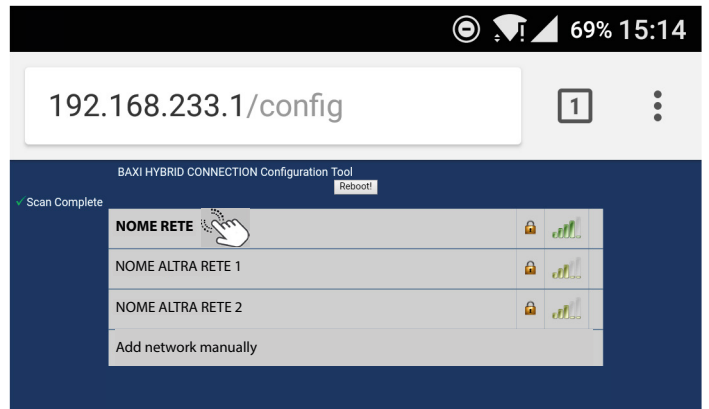 69% 15:14
192.168.233.1/config
1
BAXI HYBRID CONNECTION Configuration Tool
Reboot!
✓Scan Complete
NOME RETE
NOME ALTRA RETE 1
NOME ALTRA RETE 2
Add network manually